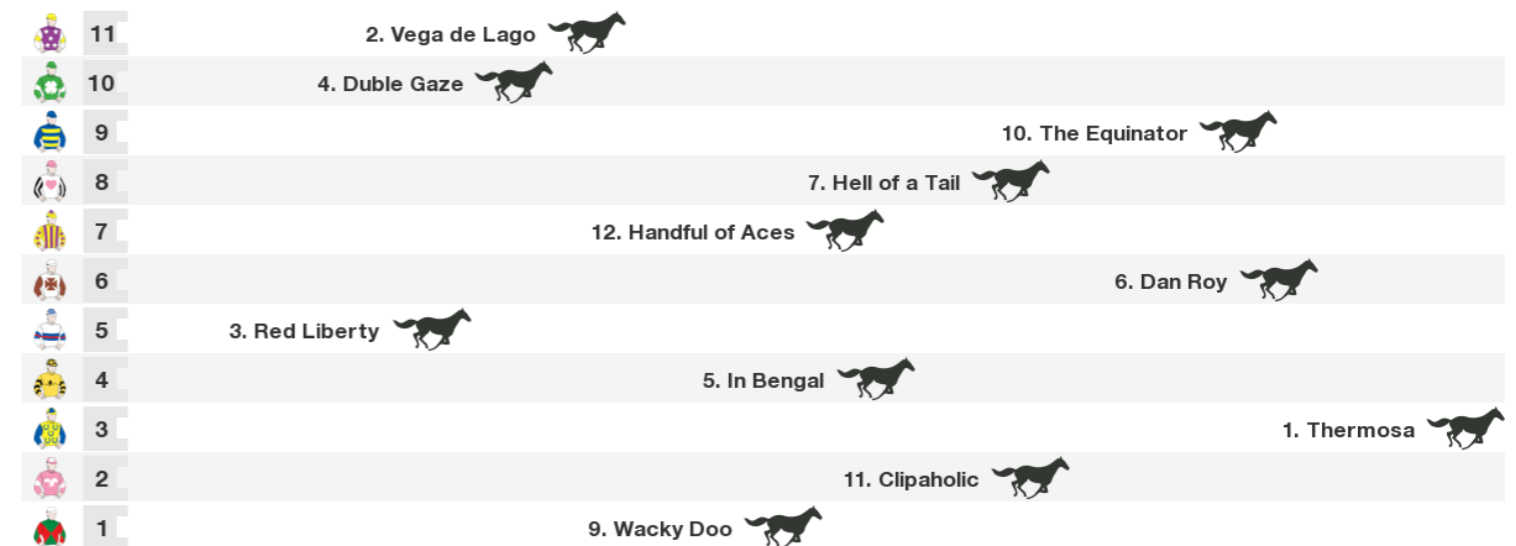 11 2. Vega de Lago
10 4. Duble Gaze
9 10. The Equinator
8 7. Hell of a Tail
7 12. Handful of Aces
6 6. Dan Roy
5 3. Red Liberty
4 5. In Bengal
3 1. Thermosa
2 11. Clipaholic
1 9. Wacky Doo